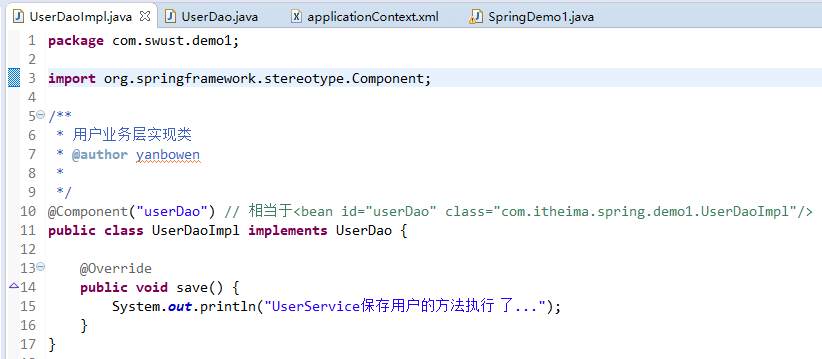 UserDaoImpl.java UserDao.java applicationContext.xml SpringDemo1.java
1 package com.swust.demo1;
2
3 import org.springframework.stereotype.Component;
4
5 /**
6 * 用户业务层实现类
7 * @author yanbowen
8 *
9 */
10 @Component("userDao") // 相当于<bean id="userDao" class="com.itheima.spring.demo1.UserDaoImpl"/>
11 public class UserDaoImpl implements UserDao {
12
13 @Override
14 public void save() {
15 System.out.println("UserService保存用户的方法执行 了...");
16 }
17 }